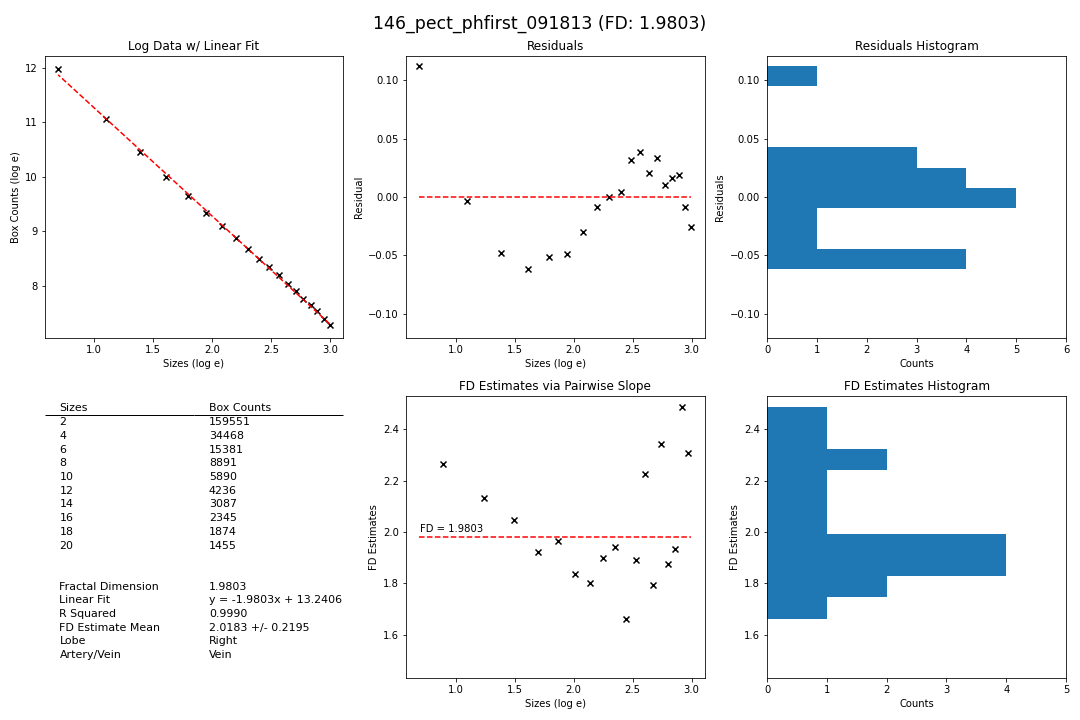 146_pect_phfirst_091813 (FD: 1.9803)
Log Data w/ Linear Fit
12
11
10
9
8
Box Counts (log e)
1.0 1.5 2.0 2.5 3.0
Sizes (log e)
Residuals
0.10
0.05
0.00
−0.05
−0.10
Residual
1.0 1.5 2.0 2.5 3.0
Sizes (log e)
Residuals Histogram
0.10
0.05
0.00
−0.05
−0.10
Residuals
0 1 2 3 4 5 6
Counts
Sizes Box Counts
2 159551
4 34468
6 15381
8 8891
10 5890
12 4236
14 3087
16 2345
18 1874
20 1455
Fractal Dimension 1.9803
Linear Fit y = -1.9803x + 13.2406
R Squared 0.9990
FD Estimate Mean 2.0183 +/- 0.2195
Lobe Right
Artery/Vein Vein
FD Estimates via Pairwise Slope
2.4
2.2
2.0
1.8
1.6
FD Estimates
FD = 1.9803
1.0 1.5 2.0 2.5 3.0
Sizes (log e)
FD Estimates Histogram
2.4
2.2
2.0
1.8
1.6
FD Estimates
0 1 2 3 4 5
Counts